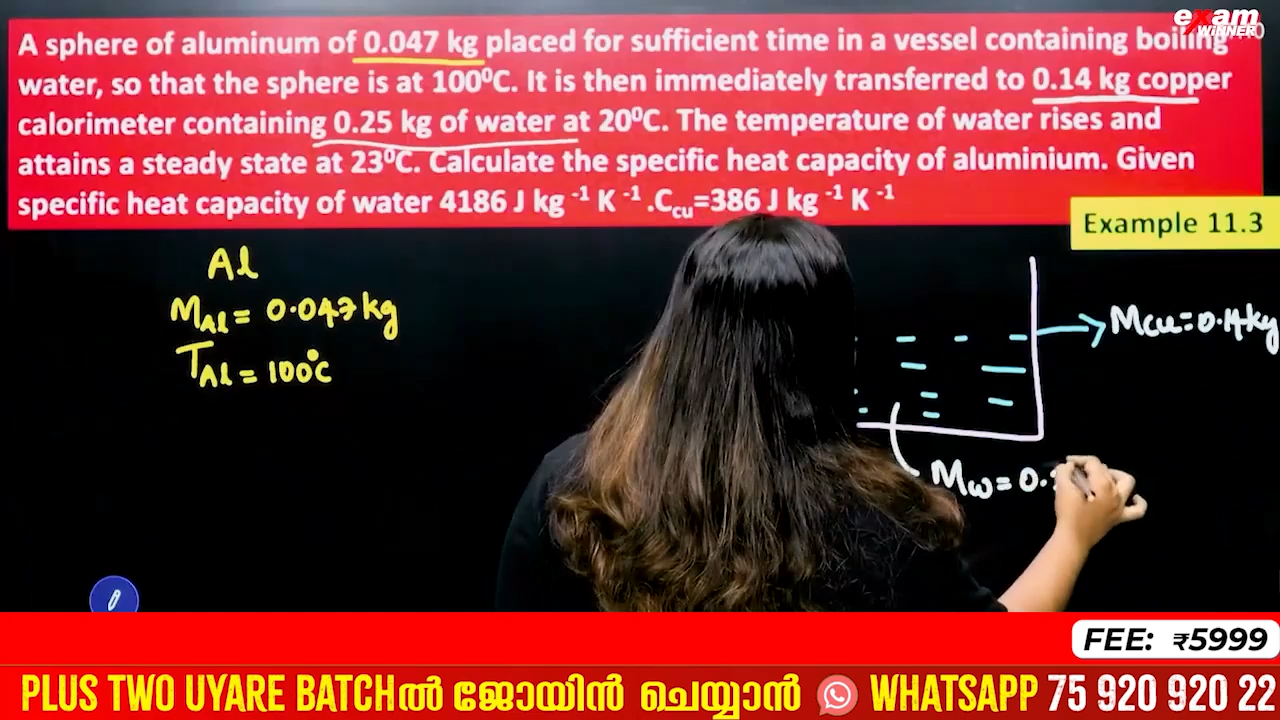 exam
WiNNER
A sphere of aluminum of 0.047 kg placed for sufficient time in a vessel containing boiling
water, so that the sphere is at 100⁰C. It is then immediately transferred to 0.14 kg copper
calorimeter containing 0.25 kg of water at 20⁰C. The temperature of water rises and
attains a steady state at 23⁰C. Calculate the specific heat capacity of aluminium. Given
specific heat capacity of water 4186 J kg ⁻¹ K ⁻¹ .Ccu=386 J kg ⁻¹ K ⁻¹
Example 11.3
Al
MAl = 0.047 kg
TAl = 100°C
MCu = 0.14kg
Mw = 0.
FEE: ₹5999
PLUS TWO UYARE BATCHൽ ജോയിൻ ചെയ്യാൻ WHATSAPP 75 920 920 22